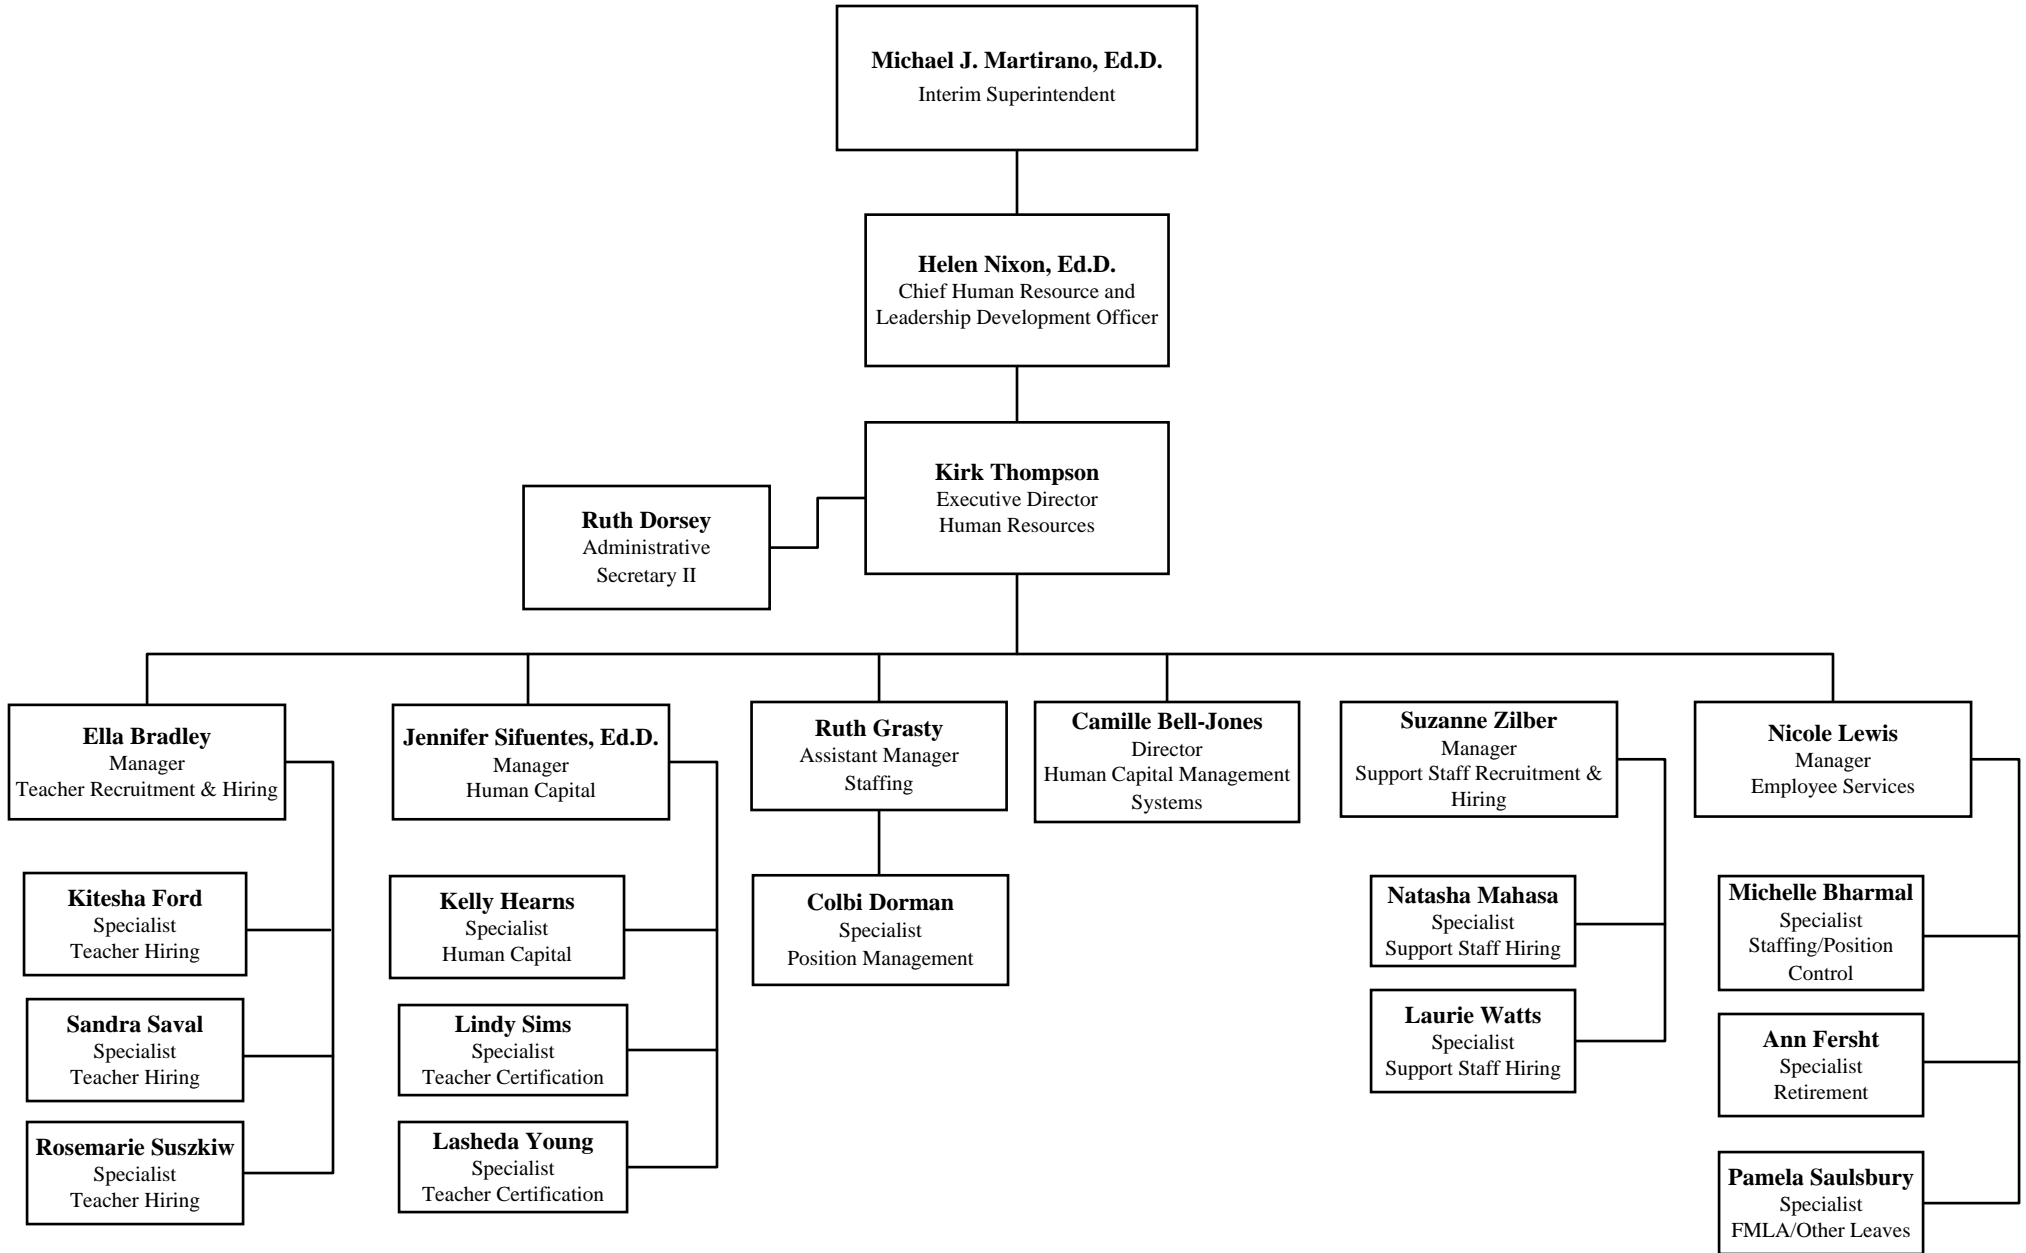 Michael J. Martirano, Ed.D.
Interim Superintendent
Helen Nixon, Ed.D.
Chief Human Resource and
Leadership Development Officer
Kirk Thompson
Executive Director
Human Resources
Ruth Dorsey
Administrative
Secretary II
Ella Bradley
Manager
Teacher Recruitment & Hiring
Kitesha Ford
Specialist
Teacher Hiring
Sandra Saval
Specialist
Teacher Hiring
Rosemarie Suszkiw
Specialist
Teacher Hiring
Jennifer Sifuentes, Ed.D.
Manager
Human Capital
Kelly Hearns
Specialist
Human Capital
Lindy Sims
Specialist
Teacher Certification
Lasheda Young
Specialist
Teacher Certification
Ruth Grasty
Assistant Manager
Staffing
Colbi Dorman
Specialist
Position Management
Camille Bell-Jones
Director
Human Capital Management
Systems
Suzanne Zilber
Manager
Support Staff Recruitment &
Hiring
Natasha Mahasa
Specialist
Support Staff Hiring
Laurie Watts
Specialist
Support Staff Hiring
Nicole Lewis
Manager
Employee Services
Michelle Bharmal
Specialist
Staffing/Position
Control
Ann Fersht
Specialist
Retirement
Pamela Saulsbury
Specialist
FMLA/Other Leaves